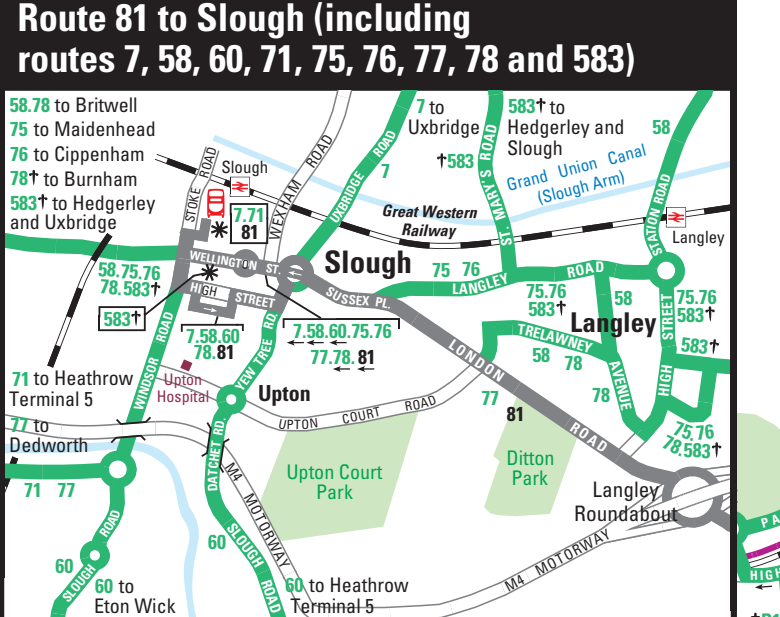 Route 81 to Slough (including
routes 7, 58, 60, 71, 75, 76, 77, 78 and 583)
58.78 to Britwell
75 to Maidenhead
76 to Cippenham
78† to Burnham
583† to Hedgerley
and Uxbridge
STOKE ROAD
Slough
7.71
81
WEXHAM ROAD
7 to
Uxbridge
UXBRIDGE ROAD
7
†583
ST. MARY'S ROAD
583† to
Hedgerley and
Slough
Grand Union Canal
(Slough Arm)
58
STATION ROAD
Langley
Great Western
Railway
58.75.76
78.583†
583†
WELLINGTON ST.
HIGH
STREET
Slough
SUSSEX PL.
75 76
LANGLEY
ROAD
75.76
583†
58
Langley
75.76
583†
583†
HIGH STREET
7.58.60
78.81
7.58.60.75.76
77.78.81
WINDSOR ROAD
YEW TREE RD.
Upton
Hospital
Upton
UPTON COURT ROAD
LONDON
ROAD
TRELAWNEY
AVENUE
58 78
78
77
81
75,76
78.583†
71 to Heathrow
Terminal 5
77 to
Dedworth
71 77
DATCHET RD.
M4 MOTORWAY
Upton Court
Park
Ditton
Park
Langley
Roundabout
SLOUGH ROAD
60
60 to
Eton Wick
60
SLOUGH ROAD
60 to Heathrow
Terminal 5
M4 MOTORWAY
PA
HIGH